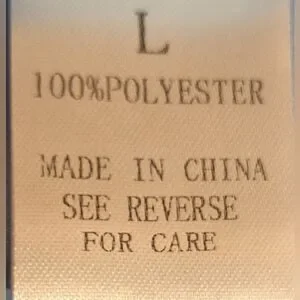 L
100%POLYESTER
MADE IN CHINA
SEE REVERSE
FOR CARE